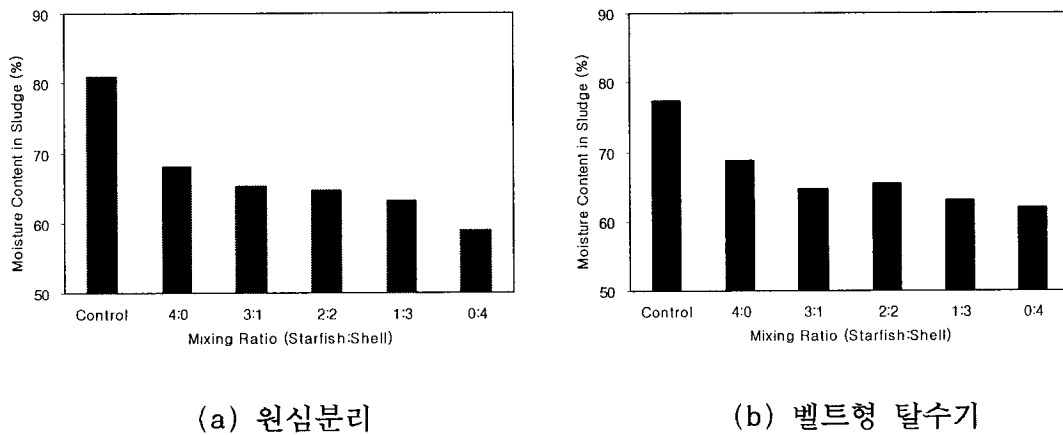 90
80
70
60
50
Moisture Content in Sludge (%)
Control 4:0 3:1 2:2 1:3 0:4
Mixing Ratio (Starfish:Shell)
(a) 원심분리
90
80
70
60
50
Moisture Content in Sludge (%)
Control 4:0 3:1 2:2 1:3 0:4
Mixing Ratio (Starfish:Shell)
(b) 벨트형 탈수기